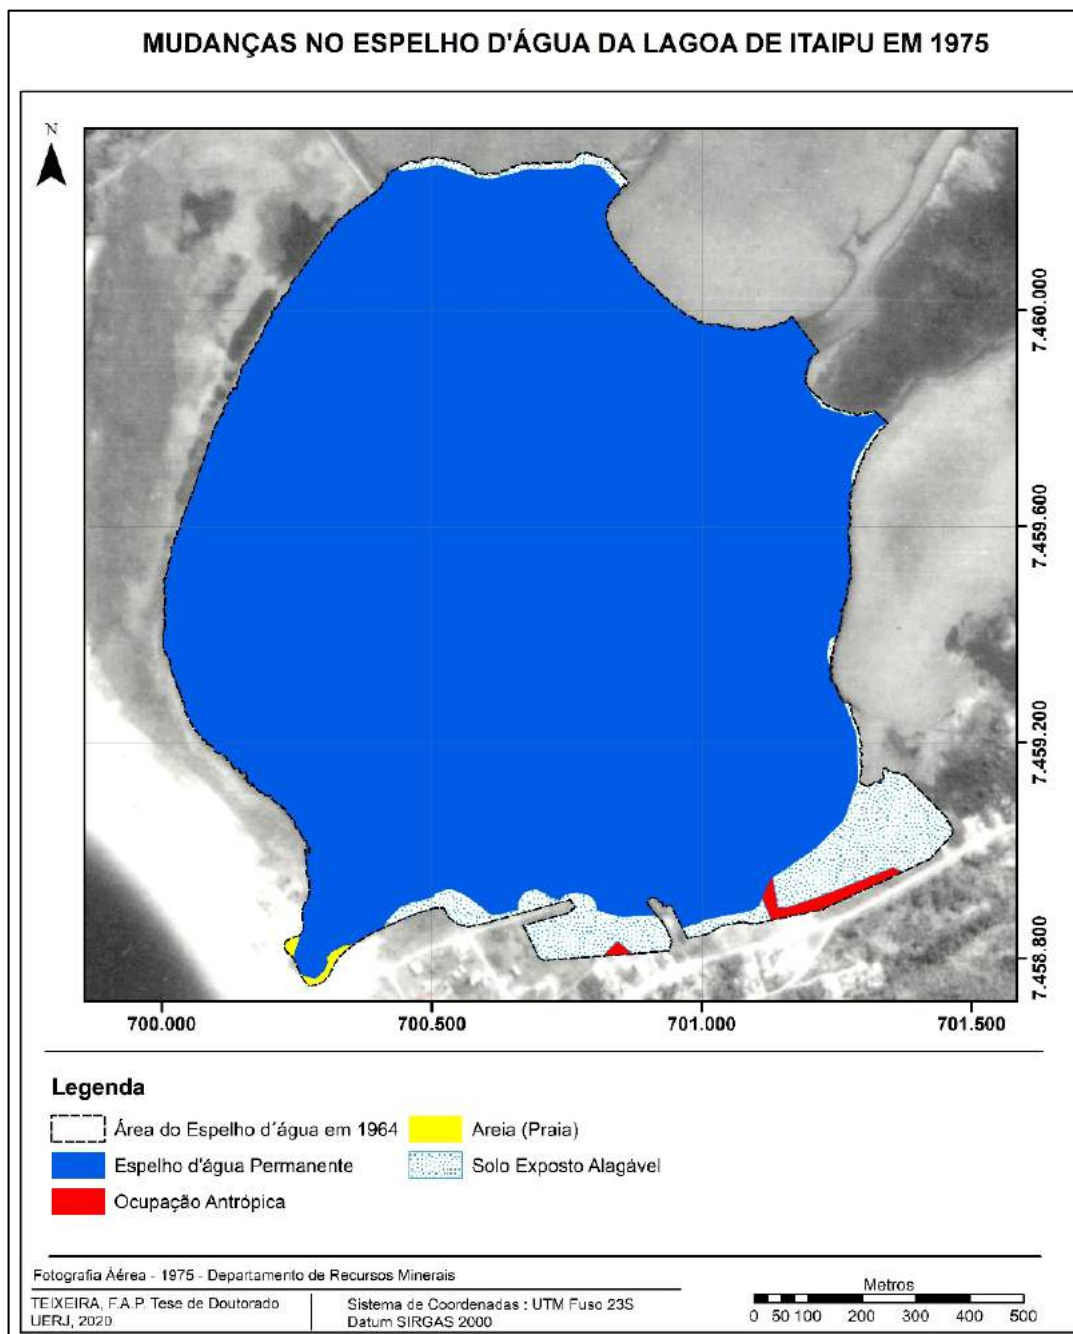 MUDANÇAS NO ESPELHO D'ÁGUA DA LAGOA DE ITAIPU EM 1975
N
7.460.000
7.459.600
7.459.200
7.458.800
700.000 700.500 701.000 701.500
Legenda
Área do Espelho d´água em 1964
Areia (Praia)
Espelho d'água Permanente
Solo Exposto Alagável
Ocupação Antrópica
Fotografia Áérea - 1975 - Departamento de Recursos Minerais
TEIXEIRA, F.A.P. Tese de Doutorado
UERJ, 2020.
Sistema de Coordenadas : UTM Fuso 23S
Datum SIRGAS 2000
Metros
0 50 100 200 300 400 500